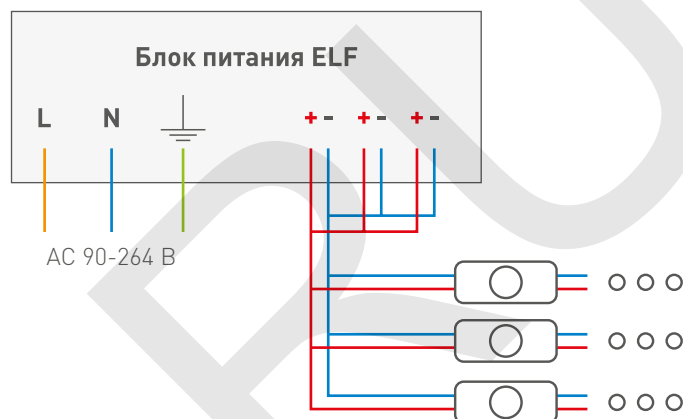 Блок питания ELF
L N + - + - + -
AC 90-264 В